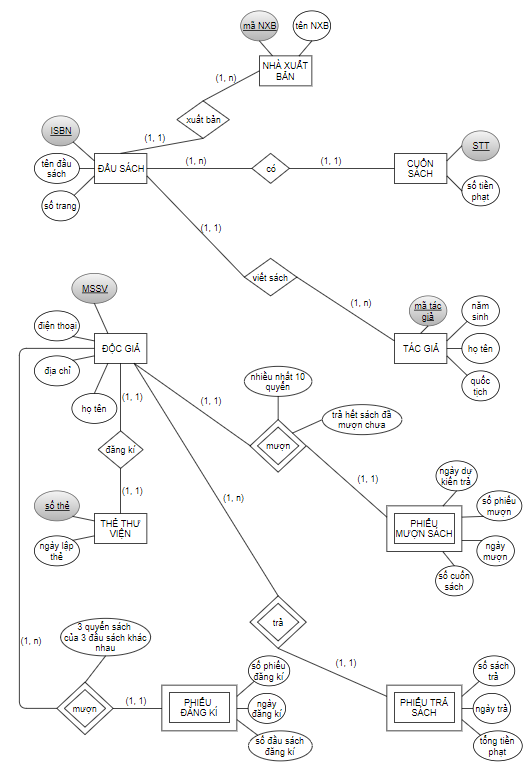 mã NXB
tên NXB
NHÀ XUẤT
BẢN
(1, n)
xuất bản
(1, 1)
ISBN
tên đầu
sách
số trang
ĐẦU SÁCH
(1, n)
có
(1, 1)
CUỐN
SÁCH
STT
số tiền
phạt
(1, 1)
viết sách
(1, n)
mã tác
giả
năm
sinh
họ tên
quốc
tịch
TÁC GIẢ
MSSV
điện thoại
địa chỉ
họ tên
ĐỘC GIẢ
(1, 1)
đăng kí
(1, 1)
số thẻ
ngày lập
thẻ
THẺ THƯ
VIỆN
(1, 1)
nhiều nhất 10
quyển
trả hết sách đã
mượn chưa
mượn
(1, 1)
ngày dự
kiến trả
số phiếu
mượn
ngày
mượn
số cuốn
sách
PHIẾU
MƯỢN SÁCH
(1, n)
trả
(1, 1)
số sách
trả
ngày trả
tổng tiền
phạt
PHIẾU TRẢ
SÁCH
(1, n)
3 quyển sách
của 3 đầu sách khác
nhau
mượn
(1, 1)
PHIẾU
ĐĂNG KÍ
số phiếu
đăng kí
ngày
đăng kí
số đầu sách
đăng kí